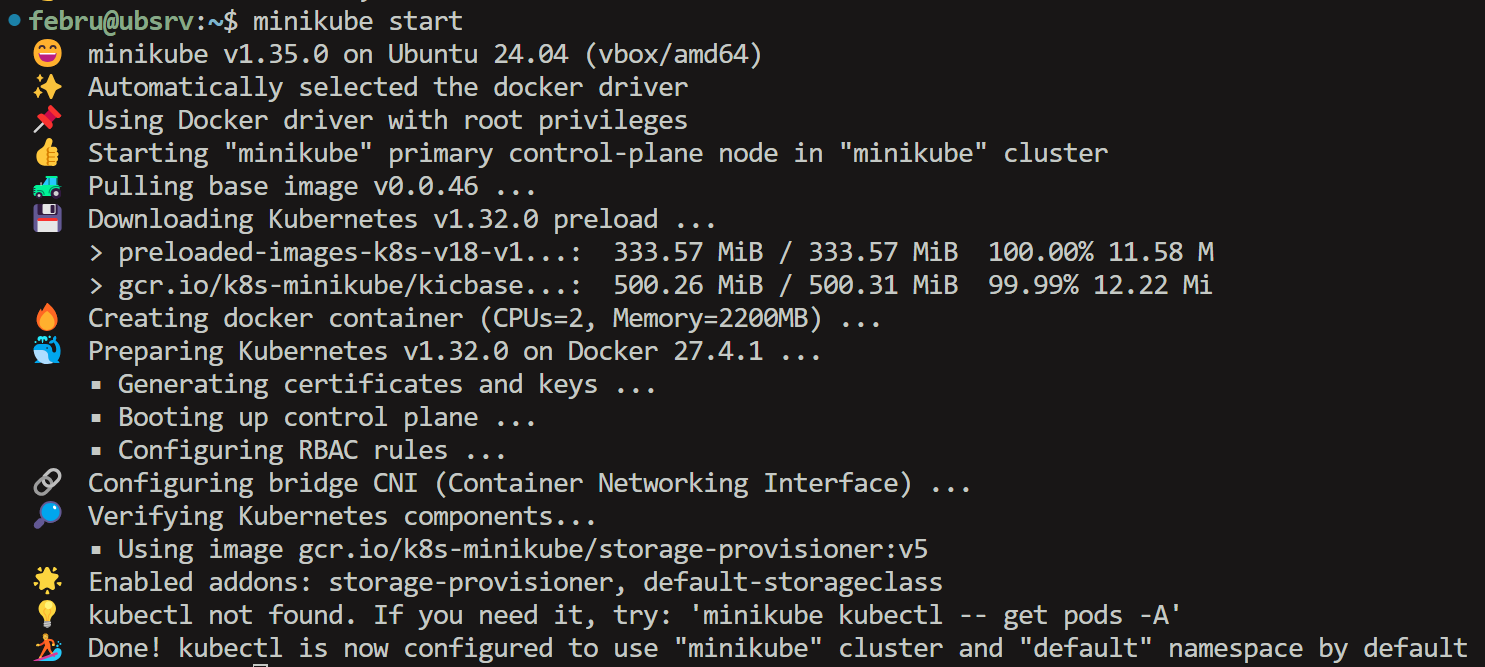 febru@ubsrv:~$ minikube start
😄 minikube v1.35.0 on Ubuntu 24.04 (vbox/amd64)
✨ Automatically selected the docker driver
📌 Using Docker driver with root privileges
👍 Starting "minikube" primary control-plane node in "minikube" cluster
🚜 Pulling base image v0.0.46 ...
💾 Downloading Kubernetes v1.32.0 preload ...
> preloaded-images-k8s-v18-v1...: 333.57 MiB / 333.57 MiB 100.00% 11.58 M
> gcr.io/k8s-minikube/kicbase...: 500.26 MiB / 500.31 MiB 99.99% 12.22 Mi
🔥 Creating docker container (CPUs=2, Memory=2200MB) ...
🐳 Preparing Kubernetes v1.32.0 on Docker 27.4.1 ...
▪ Generating certificates and keys ...
▪ Booting up control plane ...
▪ Configuring RBAC rules ...
🔗 Configuring bridge CNI (Container Networking Interface) ...
🔎 Verifying Kubernetes components...
▪ Using image gcr.io/k8s-minikube/storage-provisioner:v5
🌟 Enabled addons: storage-provisioner, default-storageclass
💡 kubectl not found. If you need it, try: 'minikube kubectl -- get pods -A'
🏄 Done! kubectl is now configured to use "minikube" cluster and "default" namespace by default